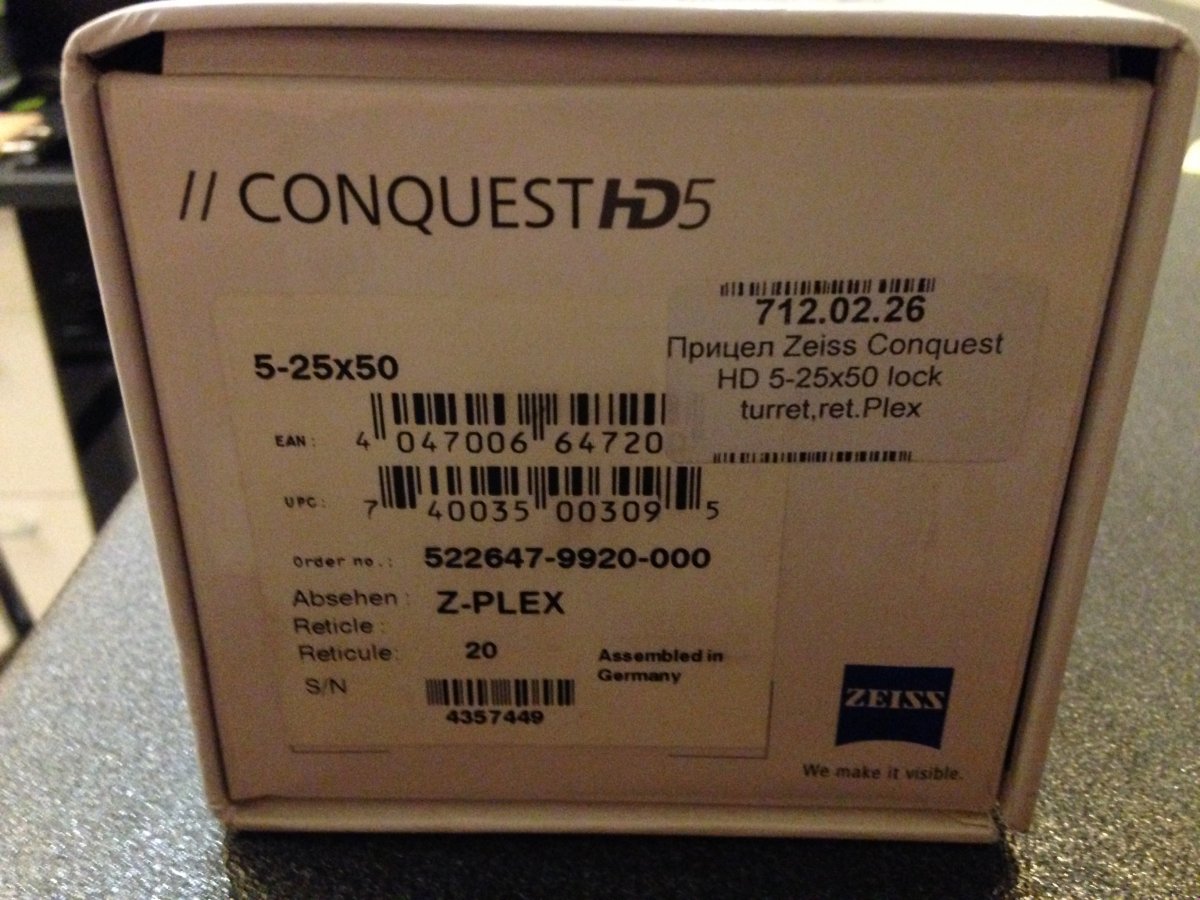 // CONQUEST HD5
712.02.26
Прицел Zeiss Conquest
HD 5-25x50 lock
turret,ret.Plex
5-25x50
EAN: 4 047006 64720
UPC: 7 40035 00309 5
Order no.: 522647-9920-000
Absehen: Z-PLEX
Reticle:
Reticule: 20
Assembled in
Germany
S/N
4357449
ZEISS
We make it visible.